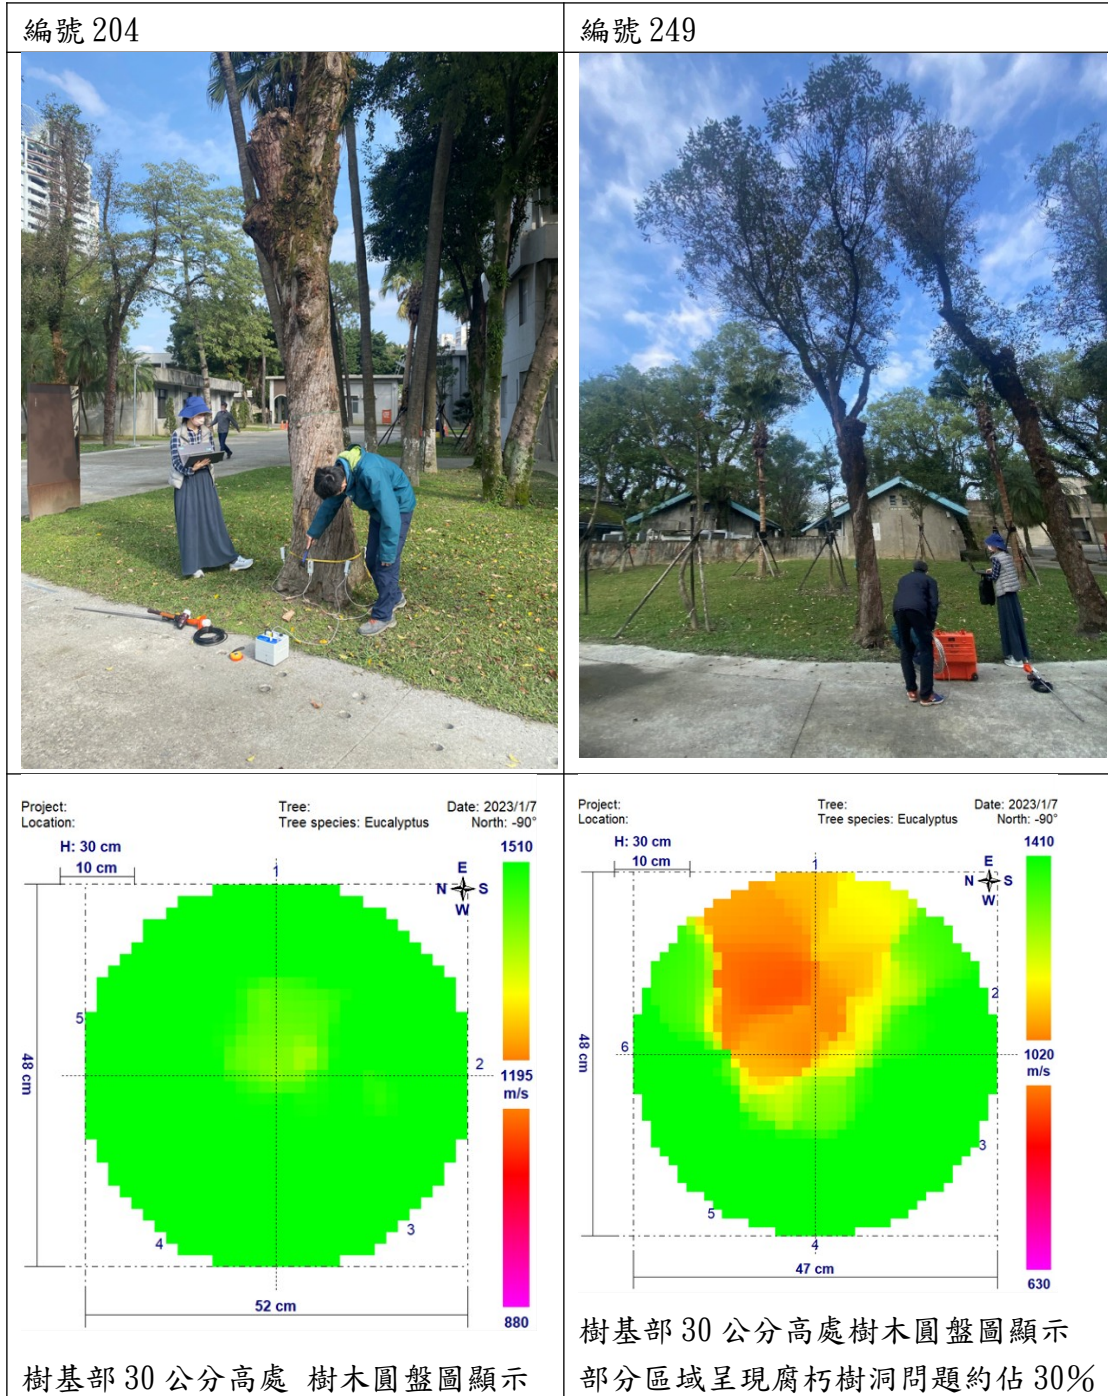 編號 204
編號 249
Project:
Location:
Tree:
Tree species: Eucalyptus
Date: 2023/1/7
North: -90°
H: 30 cm
10 cm
1510
E
N S
W
1
5
2
48 cm
1195
m/s
3
4
52 cm
880
樹基部 30 公分高處 樹木圓盤圖顯示
Project:
Location:
Tree:
Tree species: Eucalyptus
Date: 2023/1/7
North: -90°
H: 30 cm
10 cm
1410
E
N S
W
1
2
6
48 cm
1020
m/s
3
5
4
47 cm
630
樹基部 30 公分高處樹木圓盤圖顯示
部分區域呈現腐朽樹洞問題約佔 30%